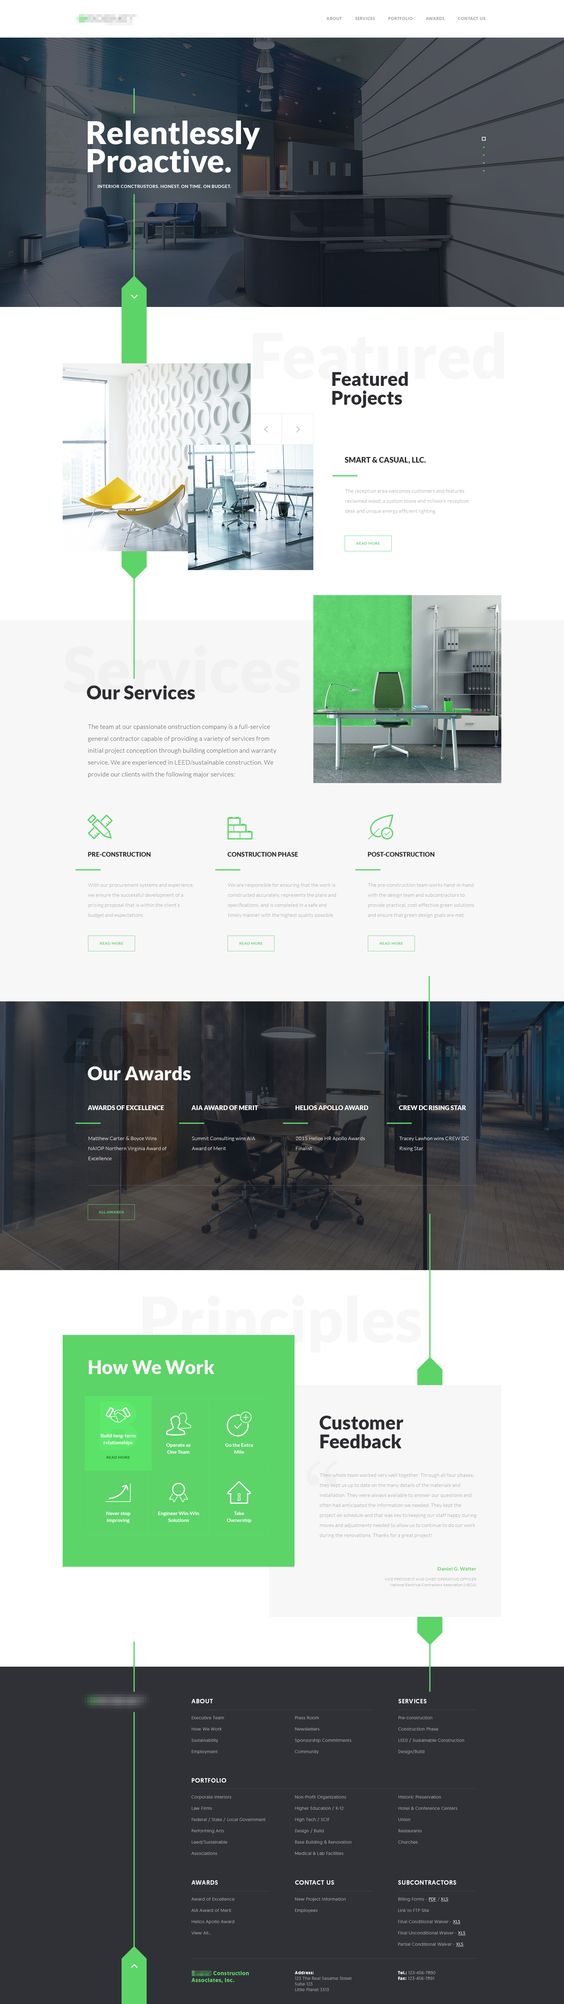 ABOUT
SERVICES
PORTFOLIO
AWARDS
CONTACT US
Relentlessly
Proactive.
INTERIOR CONCTRUSTORS. HONEST. ON TIME. ON BUDGET.
Featured
Featured
Projects
SMART & CASUAL, LLC.
The reception area welcomes customers and features
reclaimed wood, a custom stone and millwork reception
desk and unique energy efficient lighting.
READ MORE
Services
Our Services
The team at our cpassionate onstruction company is a full-service
general contractor capable of providing a variety of services from
initial project conception through building completion and warranty
service. We are experienced in LEED/sustainable construction. We
provide our clients with the following major services:
PRE-CONSTRUCTION
With our procurement systems and experience,
we ensure the successful development of a
pricing proposal that is within the client's
budget and expectations.
READ MORE
CONSTRUCTION PHASE
We are responsible for ensuring that the work is
constructed accurately, represents the plans and
specifications, and is completed in a safe and
timely manner with the highest quality possible.
READ MORE
POST-CONSTRUCTION
The pre-construction team works hand in hand
with the design team and subcontractors to
provide practical, cost effective green solutions
and ensure that green design goals are met.
READ MORE
40+
Our Awards
AWARDS OF EXCELLENCE
Matthew Carter & Boyce Wins
NAIOP Northern Virginia Award of
Excellence
AIA AWARD OF MERIT
Summit Consulting wins AIA
Award of Merit
HELIOS APOLLO AWARD
2015 Helios HR Apollo Awards
Finalist
CREW DC RISING STAR
Tracey Lawhon wins CREW DC
Rising Star
ALL AWARDS
Principles
How We Work
Build long-term
relationships
READ MORE
Operate as
One Team
Go the Extra
Mile
Never stop
Improving
Engineer Win-Win
Solutions
Take
Ownership
Customer
Feedback
Their whole team worked very well together. Through all four phases,
they kept us up to date on the many details of the materials and
installation. They were always available to answer our questions and
often had anticipated the information we needed. They kept the
project on schedule and that was key to keeping our staff happy during
moves and adjustments needed to allow us to continue to do our work
during the renovations. Thanks for a great project!
Daniel G. Walter
VICE PRESIDENT AND CHIEF OPERATING OFFICER
National Electrical Contractors Association (NECA)
ABOUT
Executive Team
How We Work
Sustainability
Employment
Press Room
Newsletters
Sponsorship Commitments
Community
SERVICES
Pre-construction
Construction Phase
LEED / Sustainable Construction
Design/Build
PORTFOLIO
Corporate Interiors
Law Firms
Federal / State / Local Government
Performing Arts
Leed/Sustainable
Associations
Non-Profit Organizations
Higher Education / K-12
High Tech / SCIF
Design / Build
Base Building & Renovation
Medical & Lab Facilities
Historic Preservation
Hotel & Conference Centers
Union
Restaurants
Churches
AWARDS
Award of Excellence
AIA Award of Merit
Helios Apollo Award
View All...
CONTACT US
New Project Information
Employees
SUBCONTRACTORS
Billing Forms - PDF / XLS
Link to FTP Site
Final Conditional Waiver - XLS
Final Unconditional Waiver - XLS
Partial Conditional Waiver - XLS
Construction
Associates, Inc.
Address:
123 The Real Sesame Street
Suite 123
Little Planet 3313
Tel.: 123-456-7890
Fax: 123-456-7891